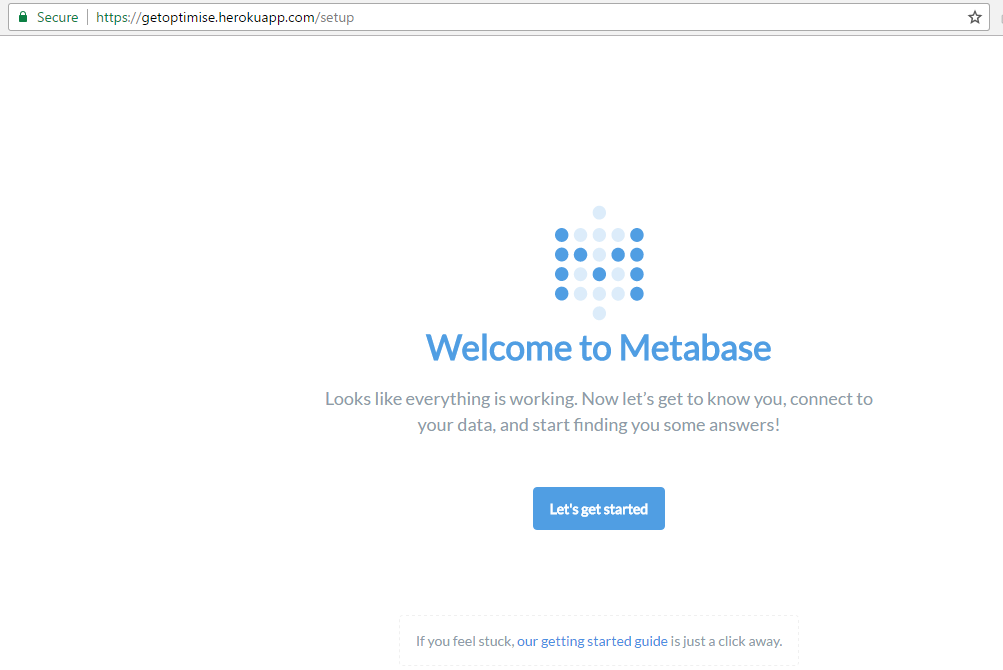 Secure https://getoptimise.herokuapp.com/setup
Welcome to Metabase
Looks like everything is working. Now let’s get to know you, connect to
your data, and start finding you some answers!
Let's get started
If you feel stuck, our getting started guide is just a click away.